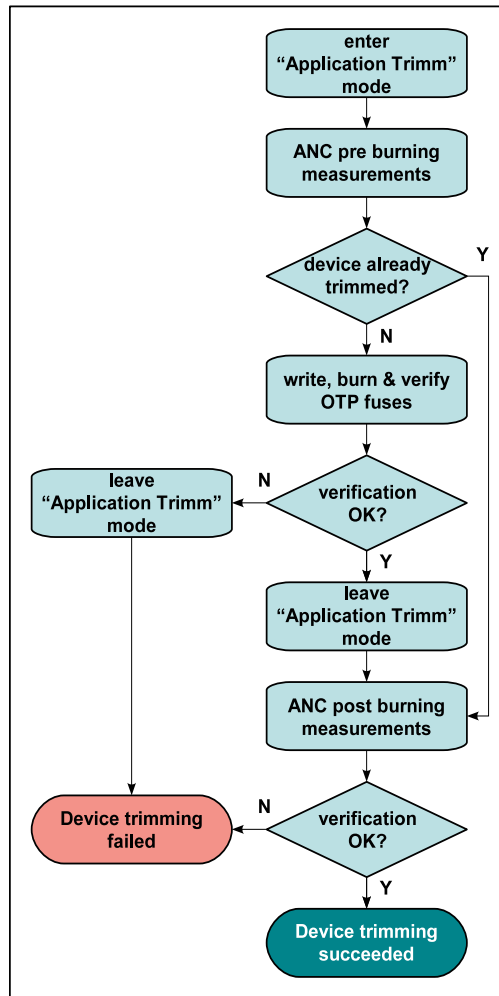 enter
“Application Trimm”
mode
ANC pre burning
measurements
device already
trimmed?
Y
N
write, burn & verify
OTP fuses
leave
“Application Trimm”
mode
N
verification
OK?
Y
leave
“Application Trimm”
mode
ANC post burning
measurements
Device trimming
failed
N
verification
OK?
Y
Device trimming
succeeded